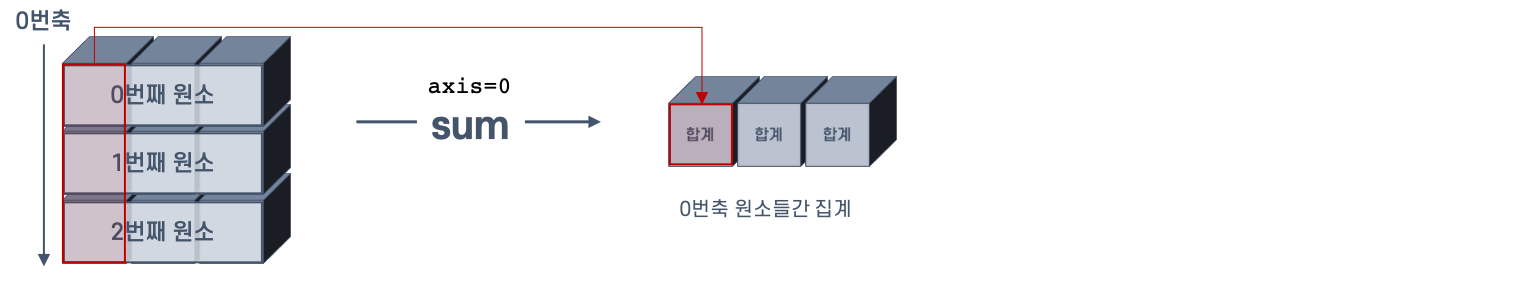 0번축
0번째 원소
1번째 원소
2번째 원소
axis=0
sum
합계
합계
합계
0번축 원소들간 집계